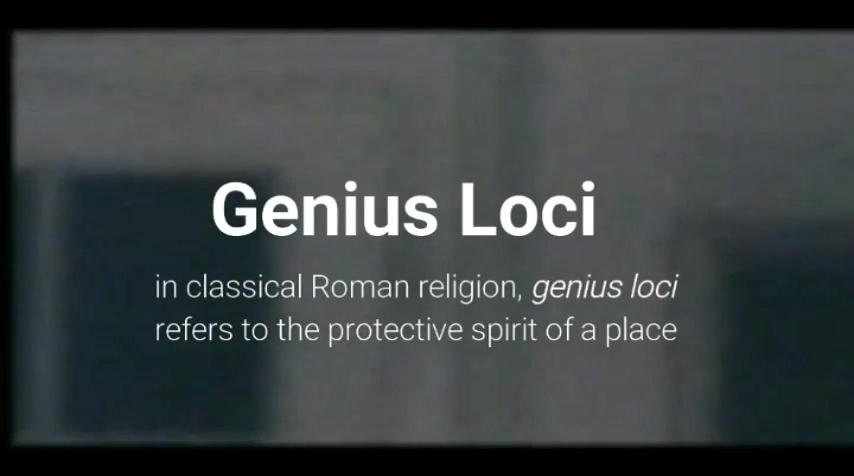 Genius Loci
in classical Roman religion, genius loci
refers to the protective spirit of a place